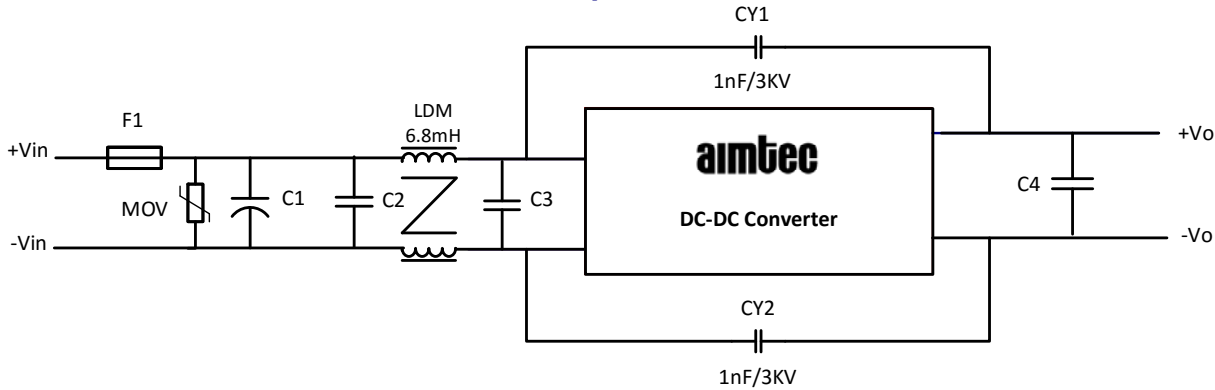 CY1
1nF/3KV
LDM
6.8mH
F1
+Vin
MOV
C1
C2
C3
aimtec
DC-DC Converter
C4
+Vo
-Vin
-Vo
CY2
1nF/3KV